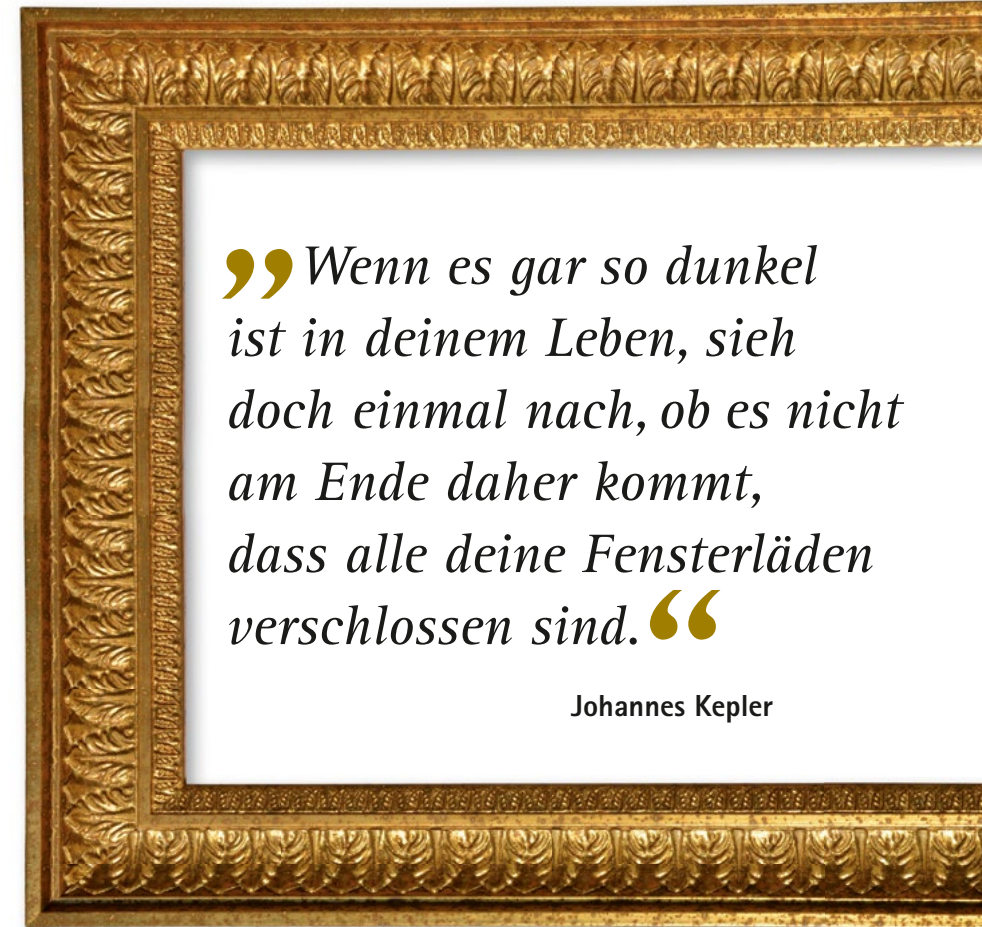 ”Wenn es gar so dunkel
ist in deinem Leben, sieh
doch einmal nach, ob es nicht
am Ende daher kommt,
dass alle deine Fensterläden
verschlossen sind.“
Johannes Kepler